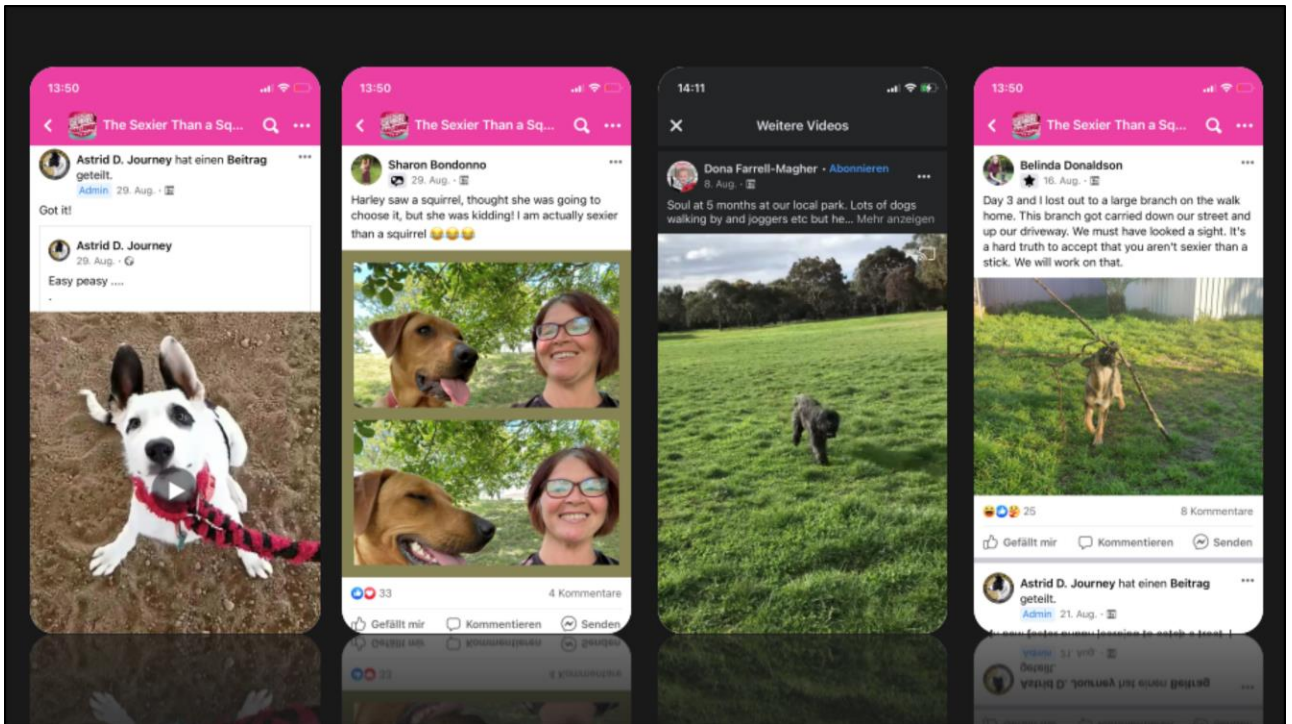 13:50
The Sexier Than a Sq...
Astrid D. Journey hat einen Beitrag
geteilt.
Admin 29. Aug. ·
Got it!
Astrid D. Journey
29. Aug. ·
Easy peasy ....
.
13:50
The Sexier Than a Sq...
Sharon Bondonno
29. Aug. ·
Harley saw a squirrel, thought she was going to
choose it, but she was kidding! I am actually sexier
than a squirrel 😂😂😂
33
4 Kommentare
Gefällt mir
Kommentieren
Senden
14:11
Weitere Videos
Dona Farrell-Magher · Abonnieren
8. Aug. ·
Soul at 5 months at our local park. Lots of dogs
walking by and joggers etc but he... Mehr anzeigen
13:50
The Sexier Than a Sq...
Belinda Donaldson
16. Aug. ·
Day 3 and I lost out to a large branch on the walk
home. This branch got carried down our street and
up our driveway. We must have looked a sight. It's
a hard truth to accept that you aren't sexier than a
stick. We will work on that.
25
8 Kommentare
Gefällt mir
Kommentieren
Senden
Astrid D. Journey hat einen Beitrag
geteilt.
Admin 21. Aug. ·